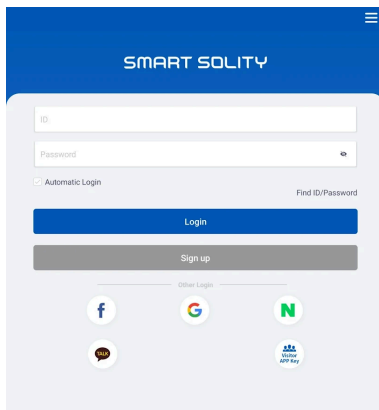 SMART SOLITY
ID
Password
Automatic Login
Find ID/Password
Login
Sign up
Other Login
f
G
N
TALK
Visitor
APP Key